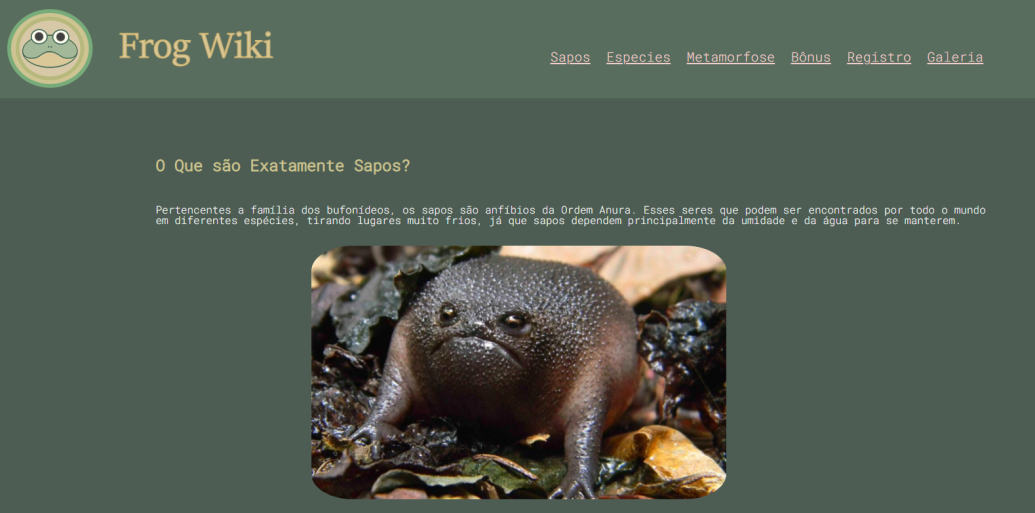 Frog Wiki
Sapos Especies Metamorfose Bônus Registro Galeria
O Que são Exatamente Sapos?
Pertencentes a família dos bufonídeos, os sapos são anfíbios da Ordem Anura. Esses seres que podem ser encontrados por todo o mundo
em diferentes espécies, tirando lugares muito frios, já que sapos dependem principalmente da umidade e da água para se manterem.